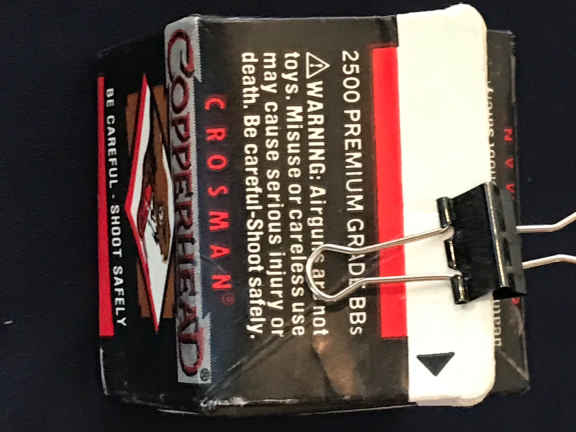 COPPERHEAD®
CROSMAN®
BE CAREFUL - SHOOT SAFELY
2500 PREMIUM GRADE BBs
⚠WARNING: Airguns are not
toys. Misuse or careless use
may cause serious injury or
death. Be careful-Shoot safely.